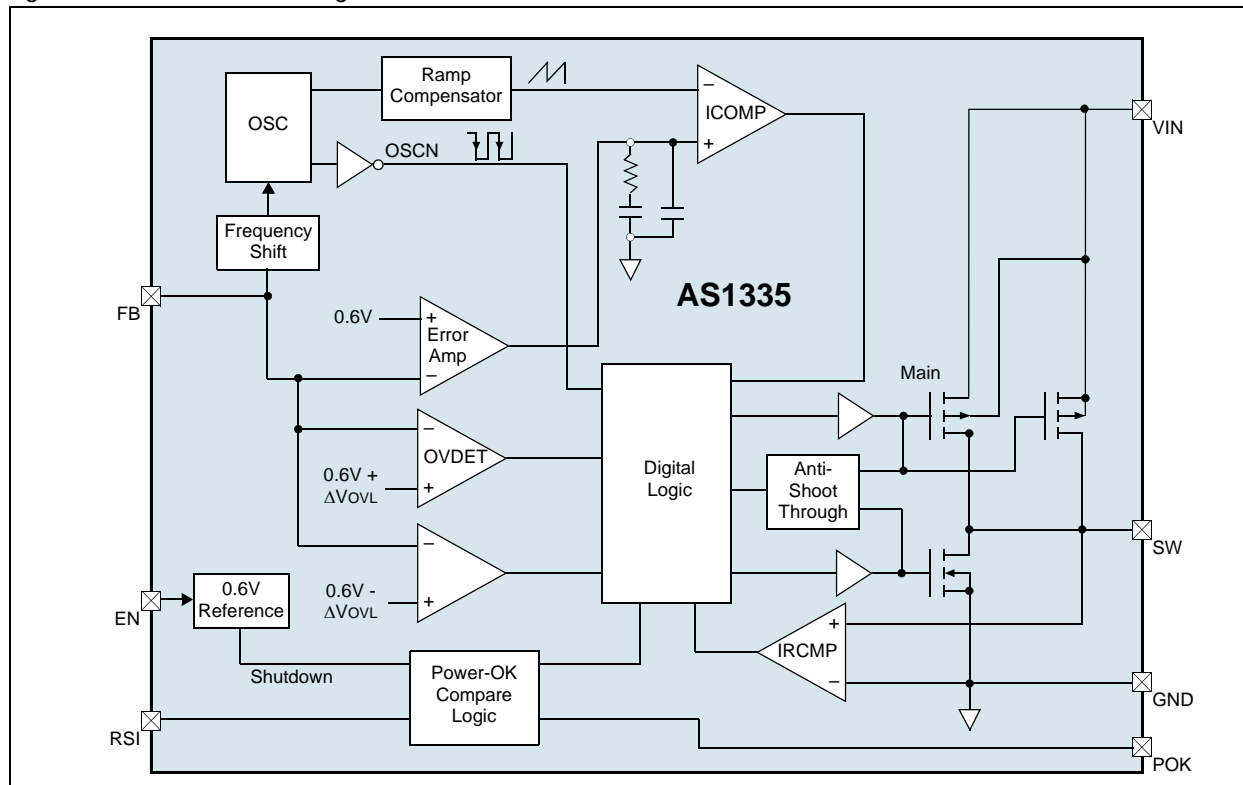 Ramp
Compensator
OSC
OSCN
ICOMP
−
+
VIN
Frequency
Shift
AS1335
FB
0.6V
+
Error
Amp
−
Main
−
OVDET
+
0.6V +
ΔVOVL
Digital
Logic
Anti-
Shoot
Through
SW
−
+
0.6V -
ΔVOVL
0.6V
Reference
EN
+
IRCMP
−
Shutdown
Power-OK
Compare
Logic
GND
RSI
POK